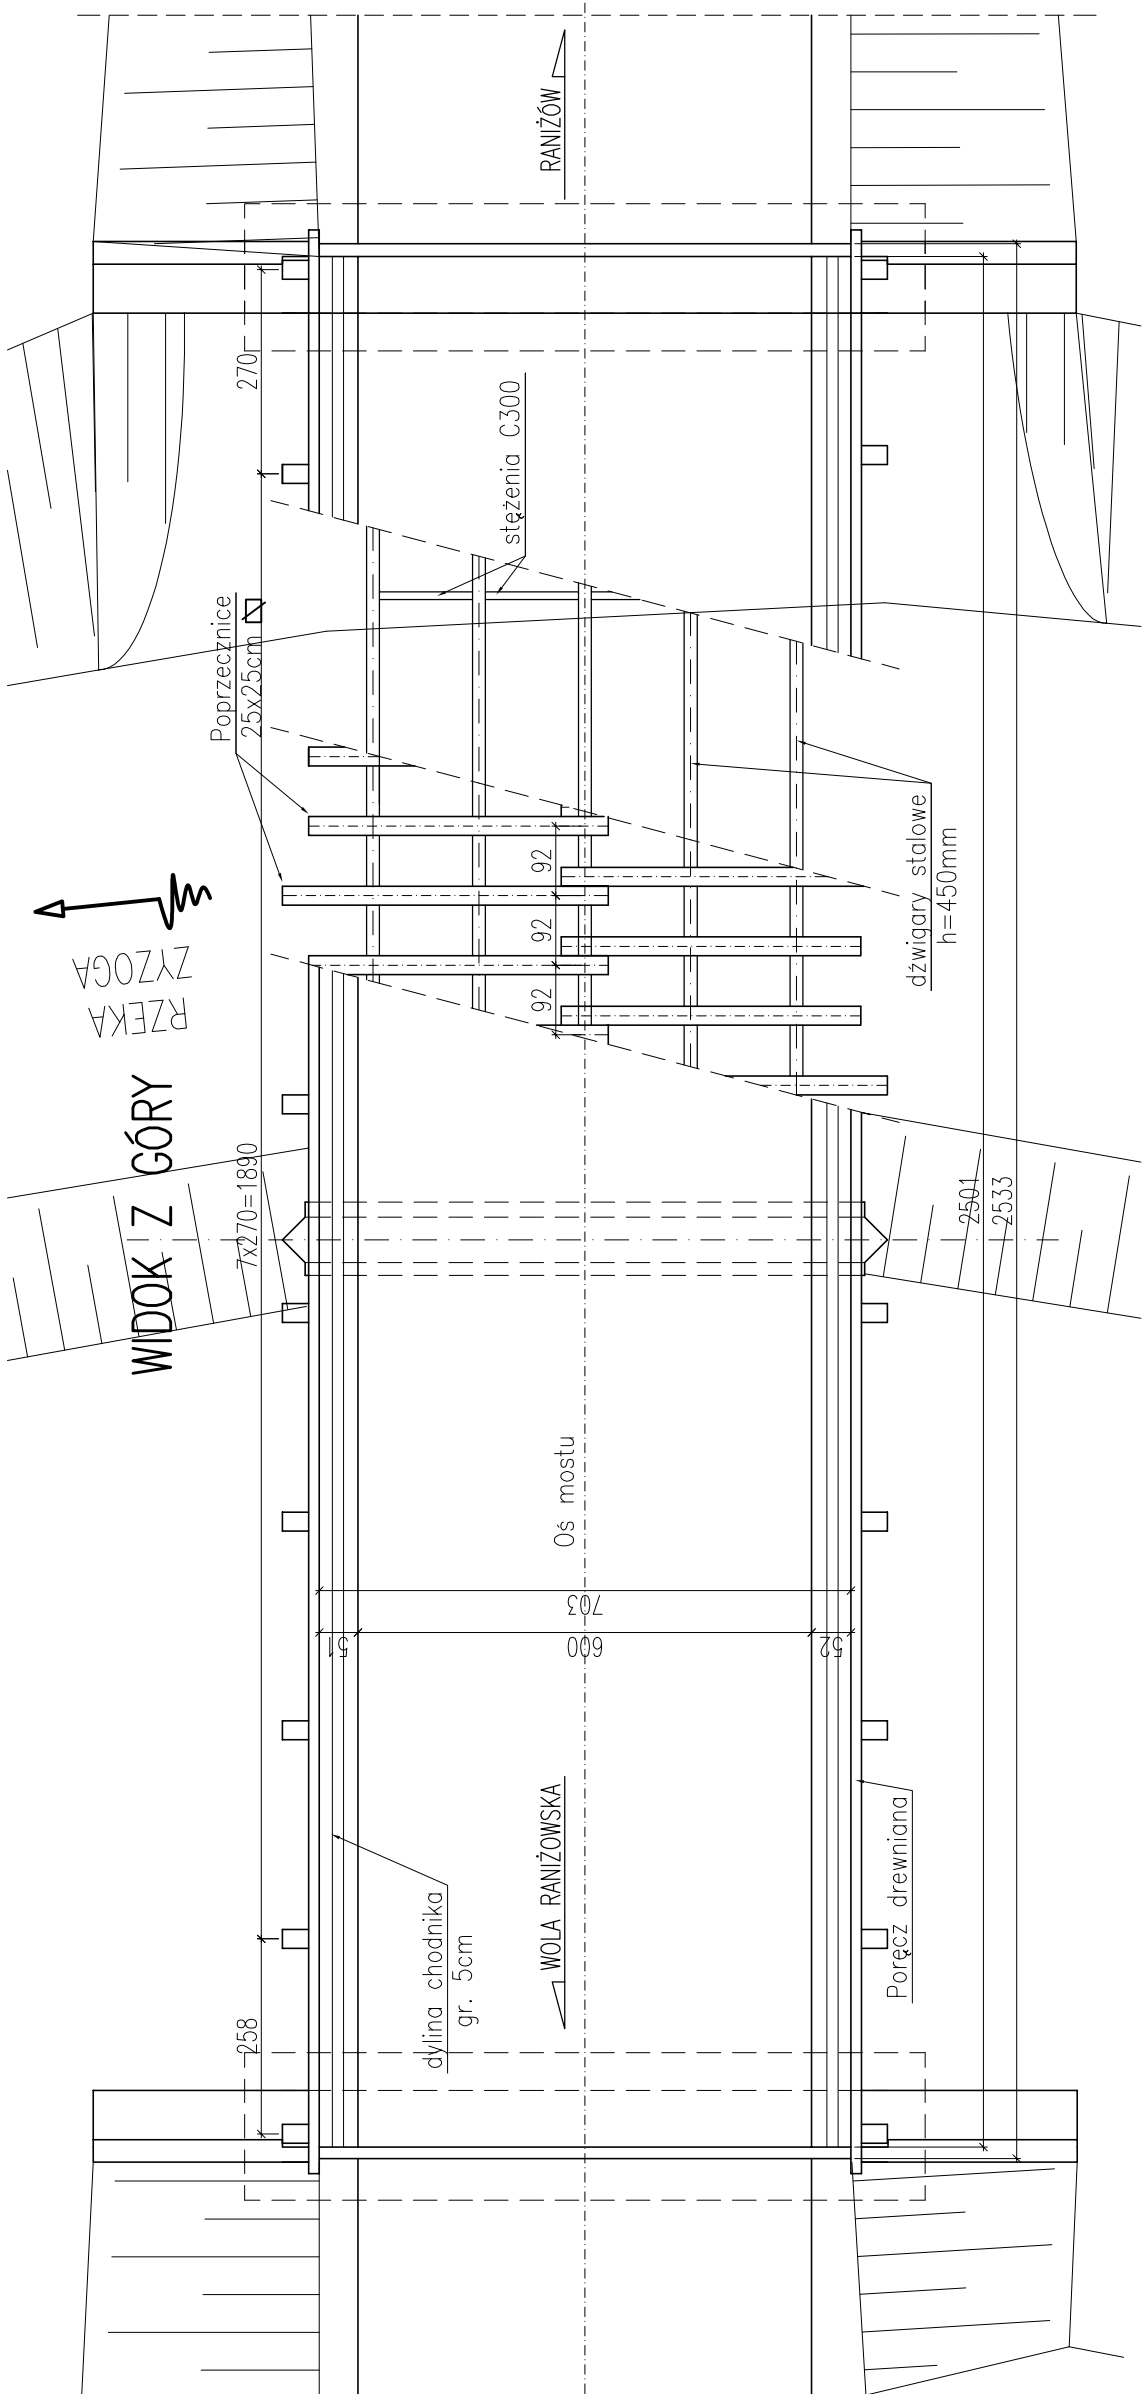 WIDOK Z GÓRY
RZEKA
ZYZOGA
RANIŻÓW
270
stężenia C300
Poprzecznice
25x25cm
92
92
92
dźwigary stalowe
h=450mm
7x270=1890
2501
2533
Oś mostu
703
51
600
52
WOLA RANIŻOWSKA
dylina chodnika
gr. 5cm
Poręcz drewniana
258